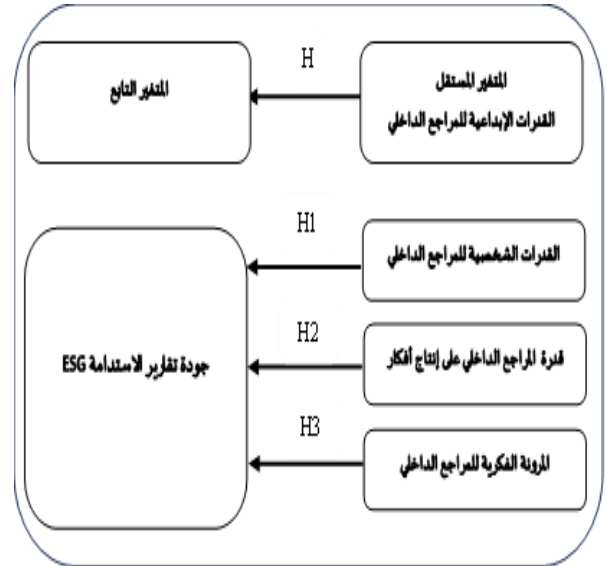 المتغير المستقل
القدرات الإبداعية للمراجع الداخلي
H
المتغير التابع
القدرات الشخصية للمراجع الداخلي
H1
قدرة المراجع الداخلي على إنتاج أفكار
H2
المرونة الفكرية للمراجع الداخلي
H3
جودة تقارير الاستدامة ESG